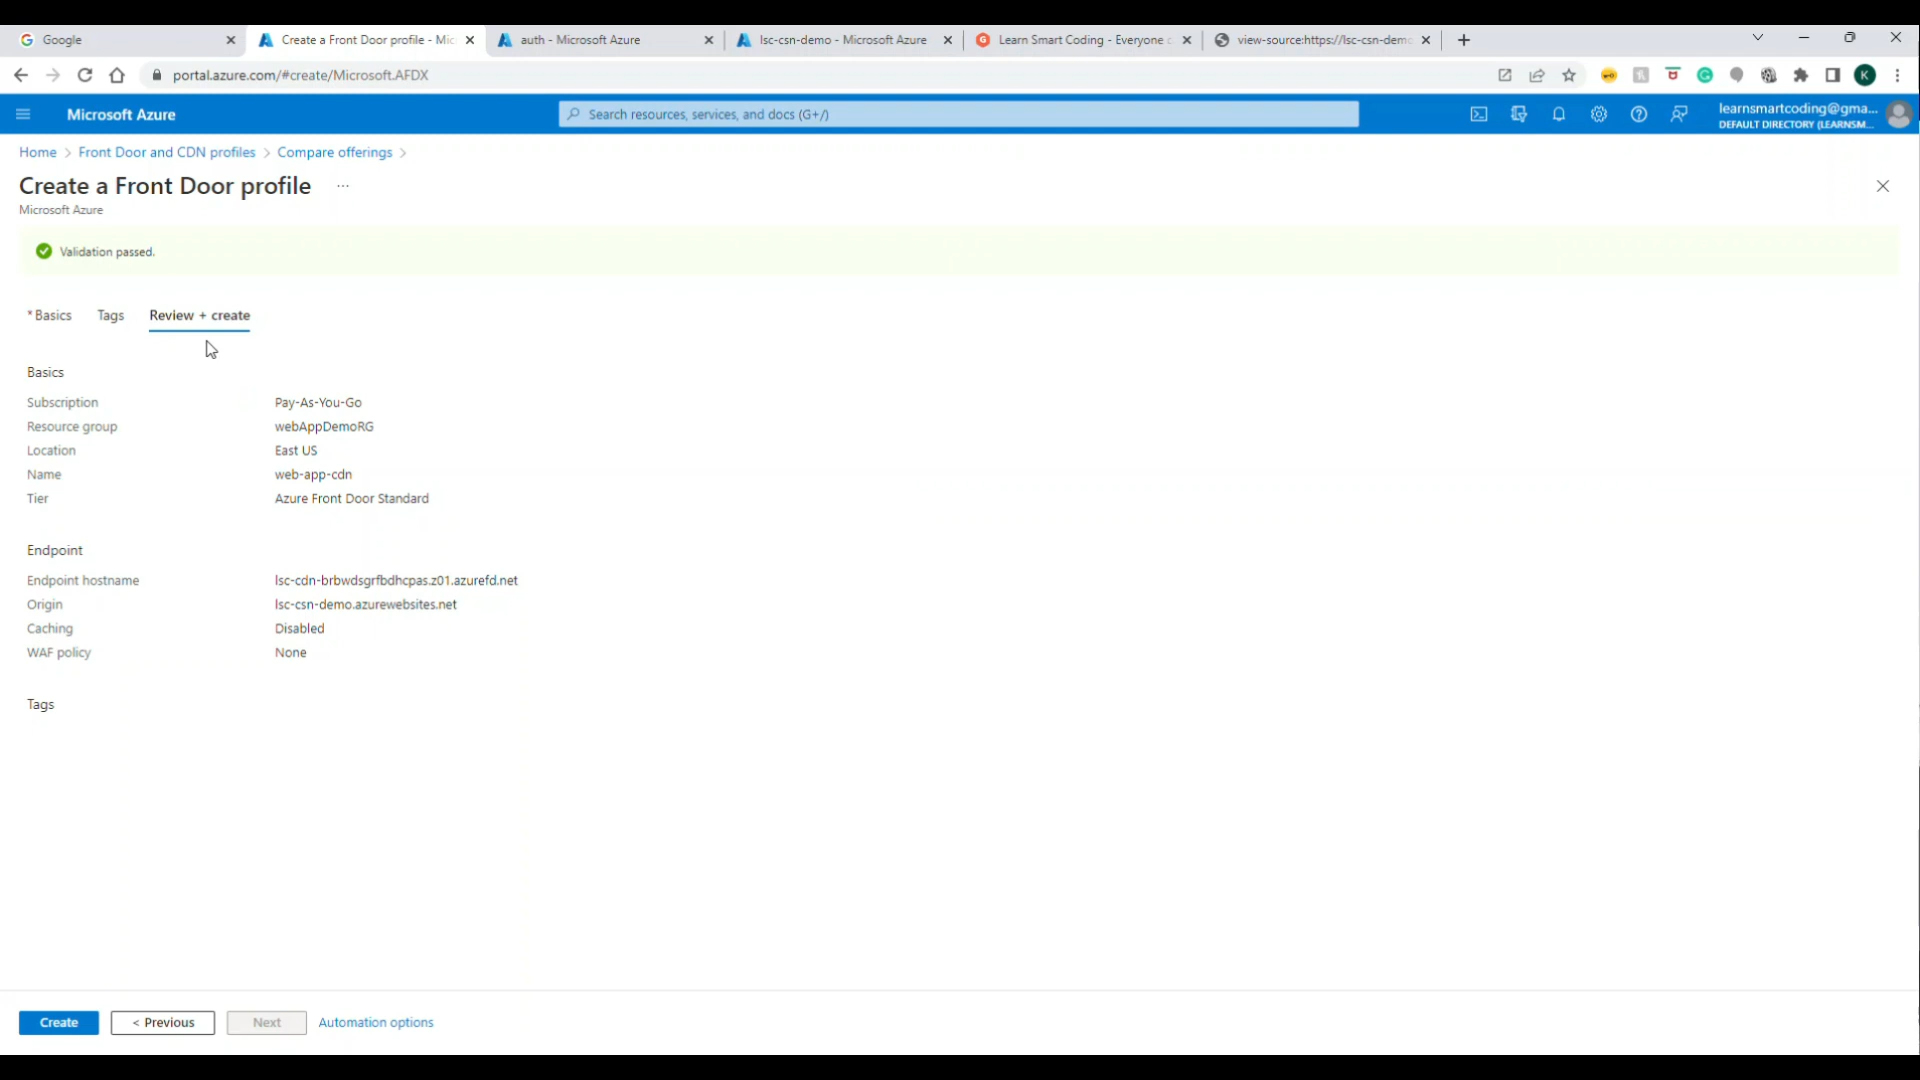 Google
Create a Front Door profile - Mic
auth - Microsoft Azure
lsc-csn-demo - Microsoft Azure
Learn Smart Coding - Everyone c
view-source:https://lsc-csn-demo
portal.azure.com/#create/Microsoft.AFDX
K
Microsoft Azure
Search resources, services, and docs (G+/)
learnsmartcoding@gma...
DEFAULT DIRECTORY (LEARNSM...
Home > Front Door and CDN profiles > Compare offerings >
Create a Front Door profile ...
Microsoft Azure
Validation passed.
* Basics Tags Review + create
Basics
Subscription Pay-As-You-Go
Resource group webAppDemoRG
Location East US
Name web-app-cdn
Tier Azure Front Door Standard
Endpoint
Endpoint hostname lsc-cdn-brbwdsgrfbdhcpas.z01.azurefd.net
Origin lsc-csn-demo.azurewebsites.net
Caching Disabled
WAF policy None
Tags
Create < Previous Next Automation options